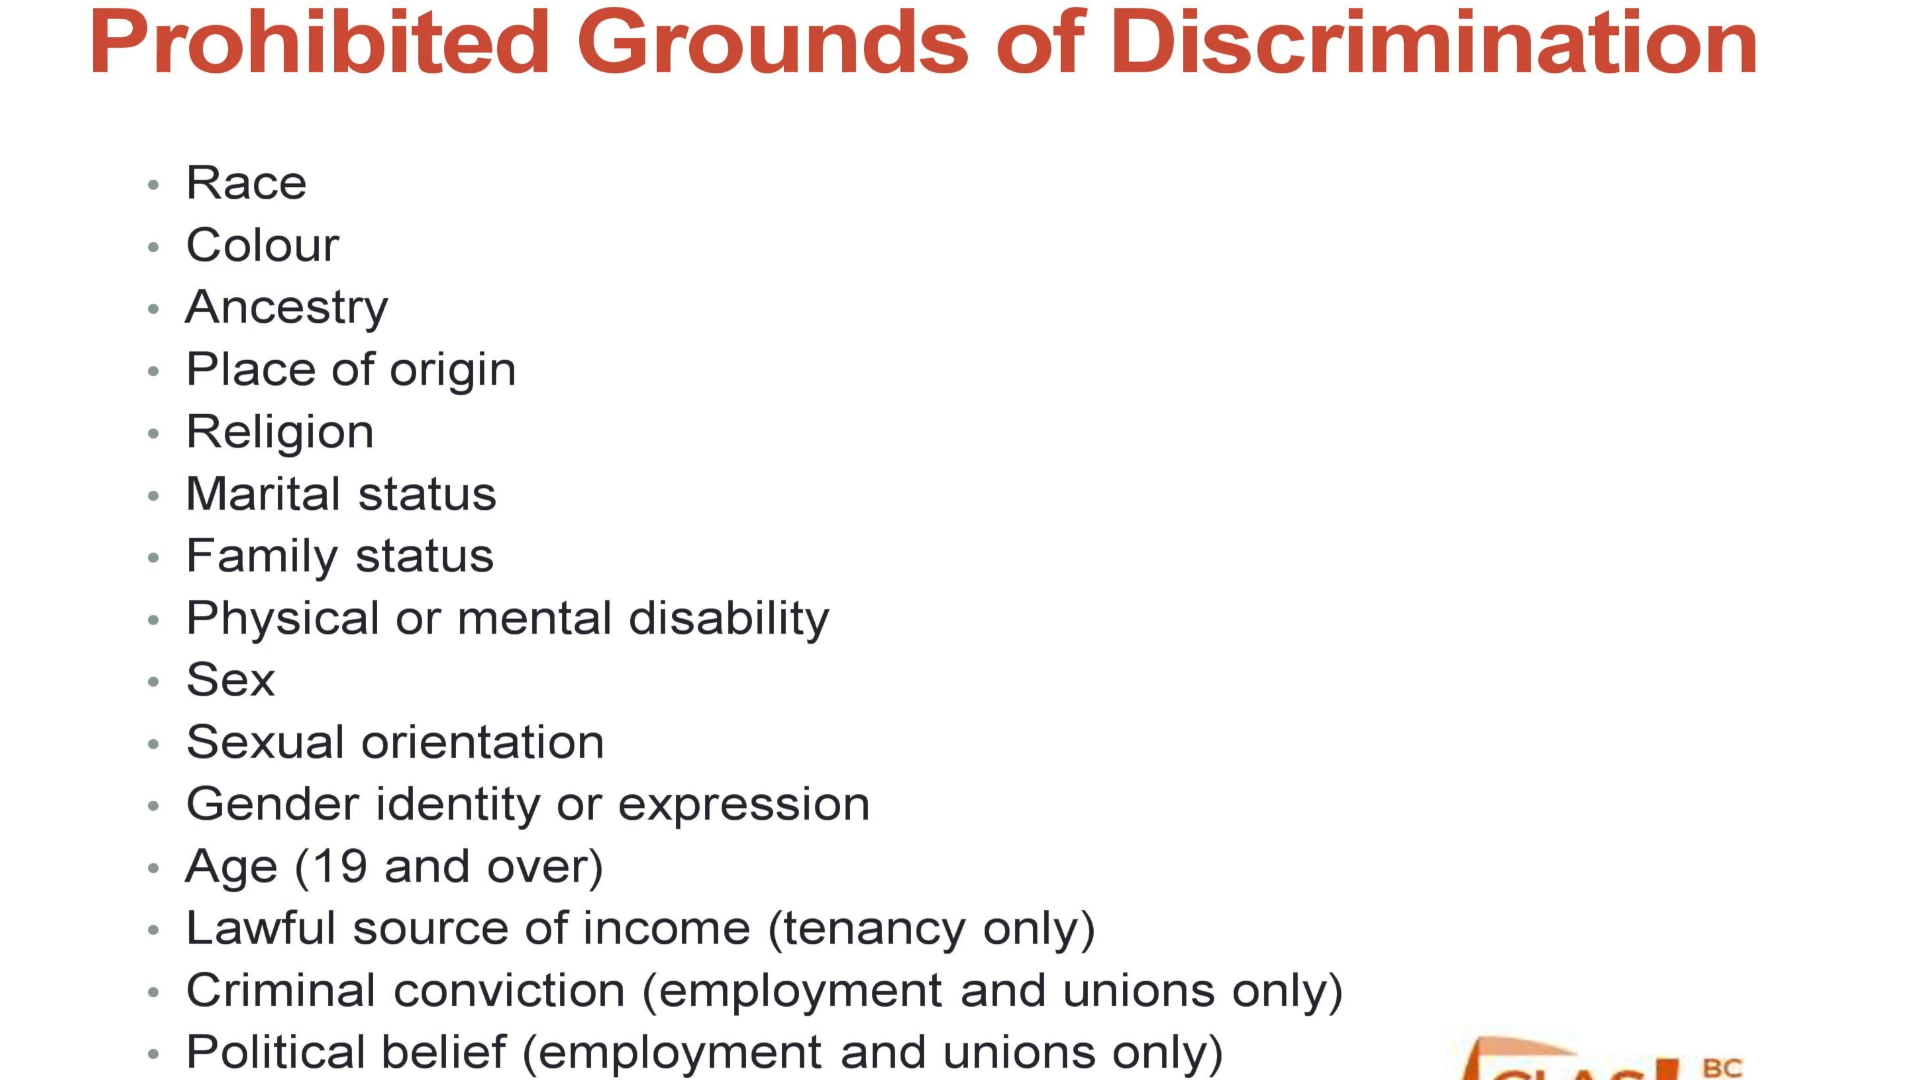 Prohibited Grounds of Discrimination
• Race
• Colour
• Ancestry
• Place of origin
• Religion
• Marital status
• Family status
• Physical or mental disability
• Sex
• Sexual orientation
• Gender identity or expression
• Age (19 and over)
• Lawful source of income (tenancy only)
• Criminal conviction (employment and unions only)
• Political belief (employment and unions only)
BC